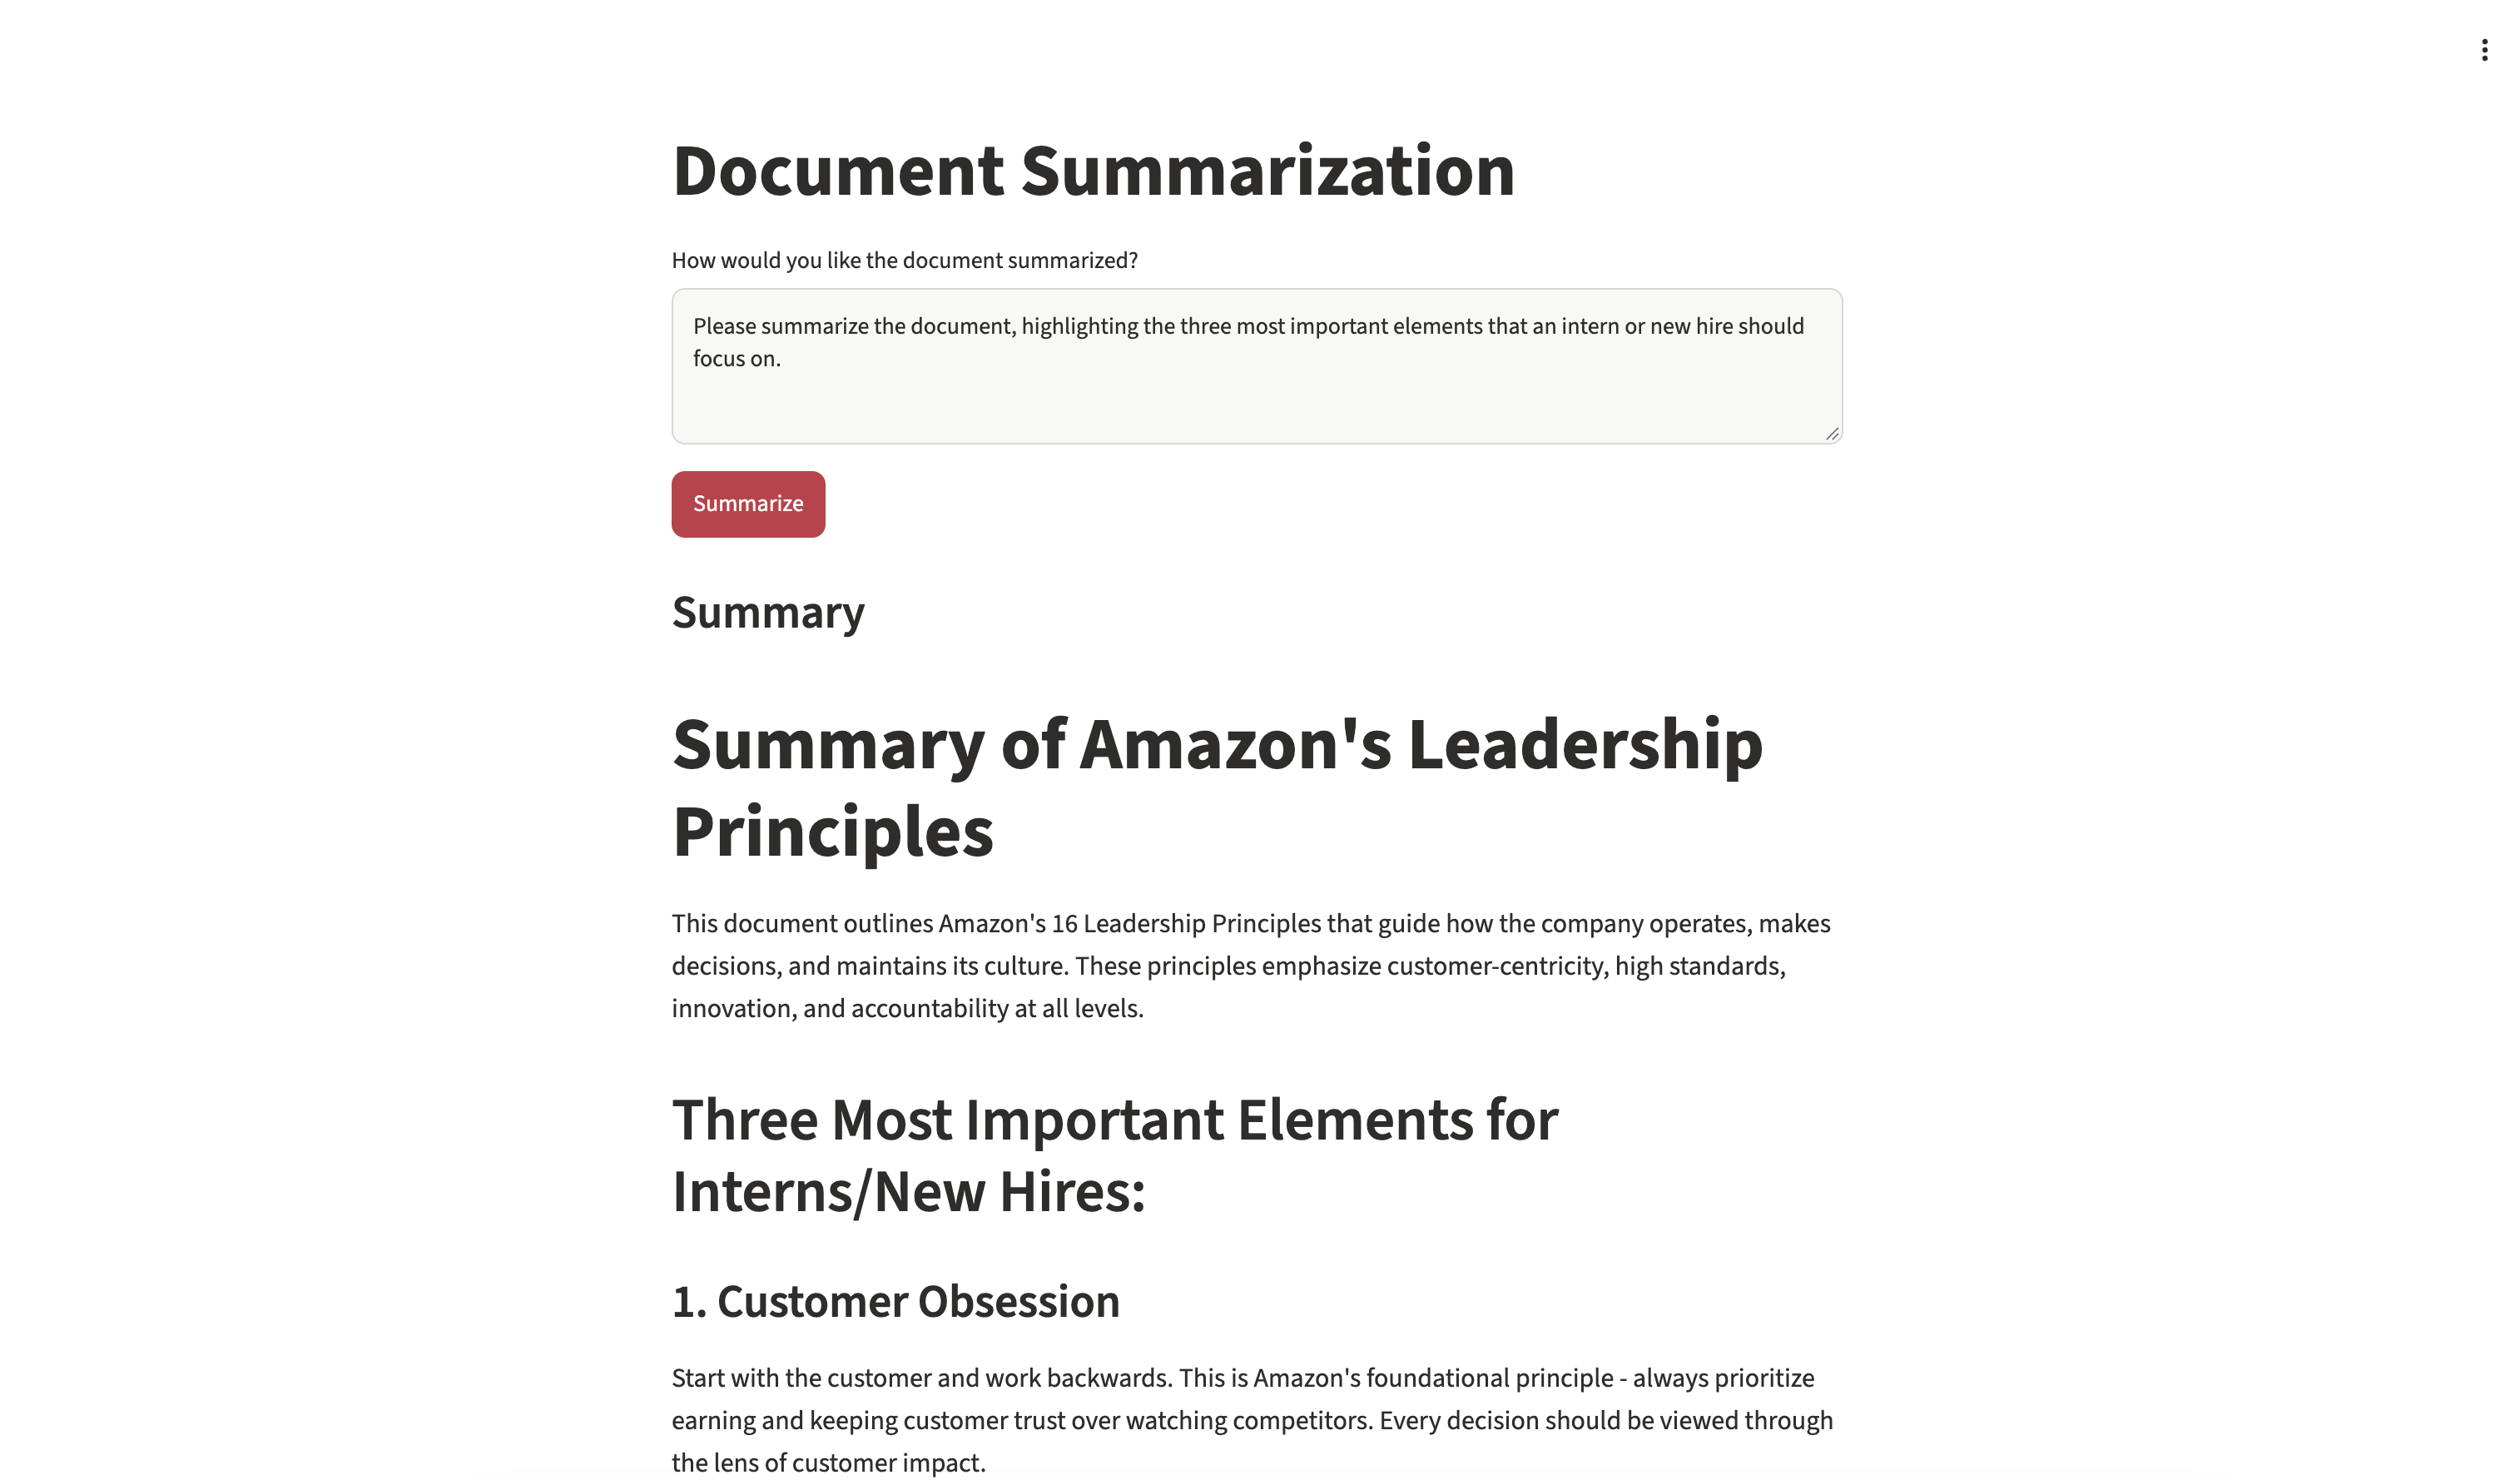 Document Summarization
How would you like the document summarized?
Please summarize the document, highlighting the three most important elements that an intern or new hire should
focus on.
Summarize
Summary
Summary of Amazon's Leadership
Principles
This document outlines Amazon's 16 Leadership Principles that guide how the company operates, makes
decisions, and maintains its culture. These principles emphasize customer-centricity, high standards,
innovation, and accountability at all levels.
Three Most Important Elements for
Interns/New Hires:
1. Customer Obsession
Start with the customer and work backwards. This is Amazon's foundational principle - always prioritize
earning and keeping customer trust over watching competitors. Every decision should be viewed through
the lens of customer impact.